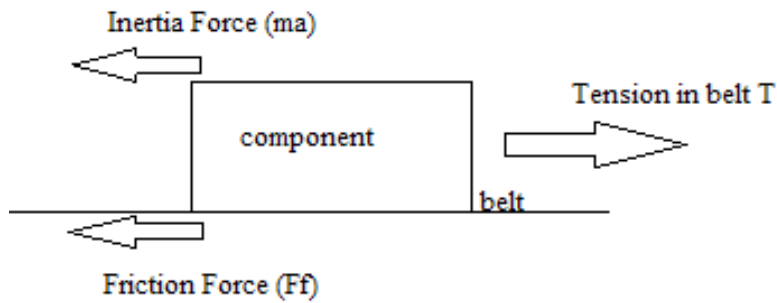 Inertia Force (ma)
Tension in belt T
component
belt
Friction Force (Ff)